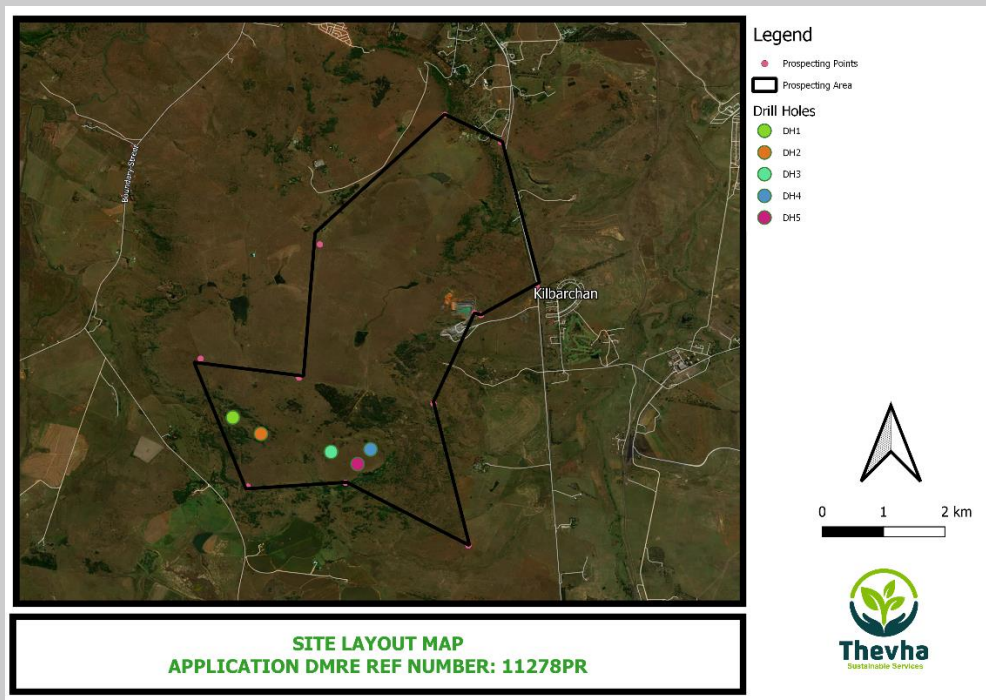 Boundary Street
Kilbarchan
Legend
Prospecting Points
Prospecting Area
Drill Holes
DH1
DH2
DH3
DH4
DH5
0 1 2 km
Thevha
Sustainable Services
SITE LAYOUT MAP
APPLICATION DMRE REF NUMBER: 11278PR